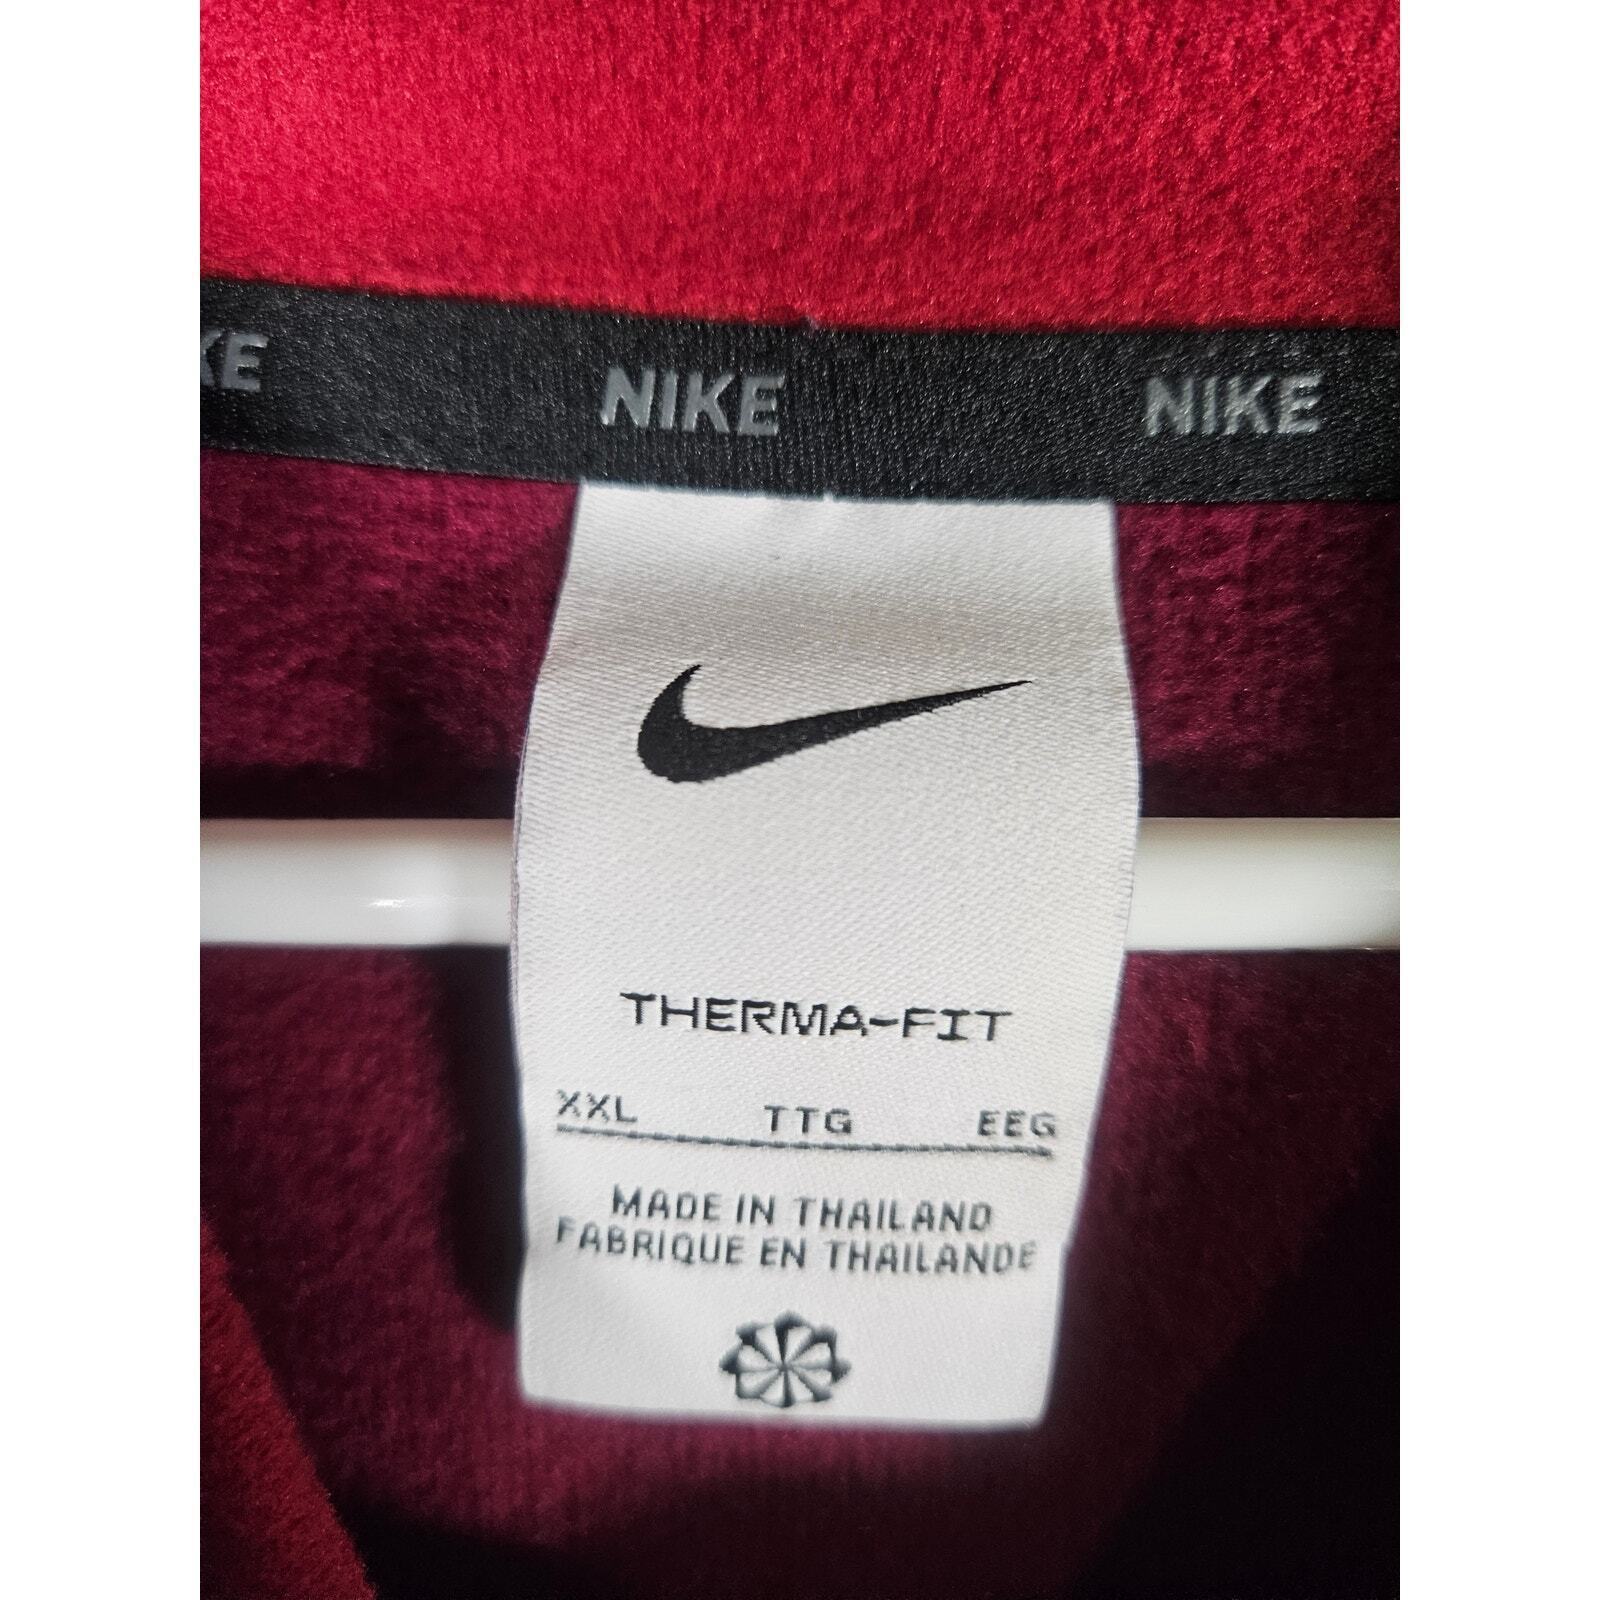 KE NIKE NIKE
THERMA-FIT
XXL TTG EEG
MADE IN THAILAND
FABRIQUE EN THAILANDE